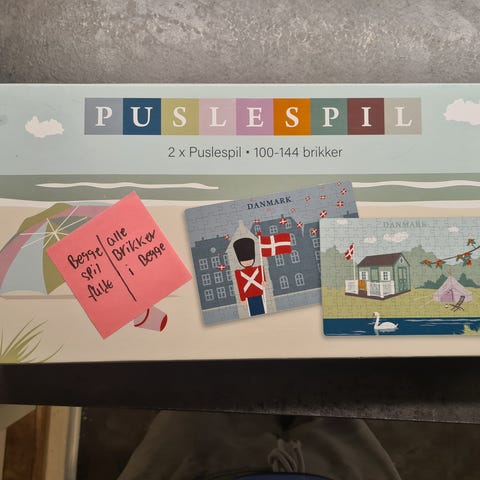 PUSLESPIL
2 x Puslespil • 100-144 brikker
DANMARK
DANMARK
Begge spil fulde
alle Brikker i Begge